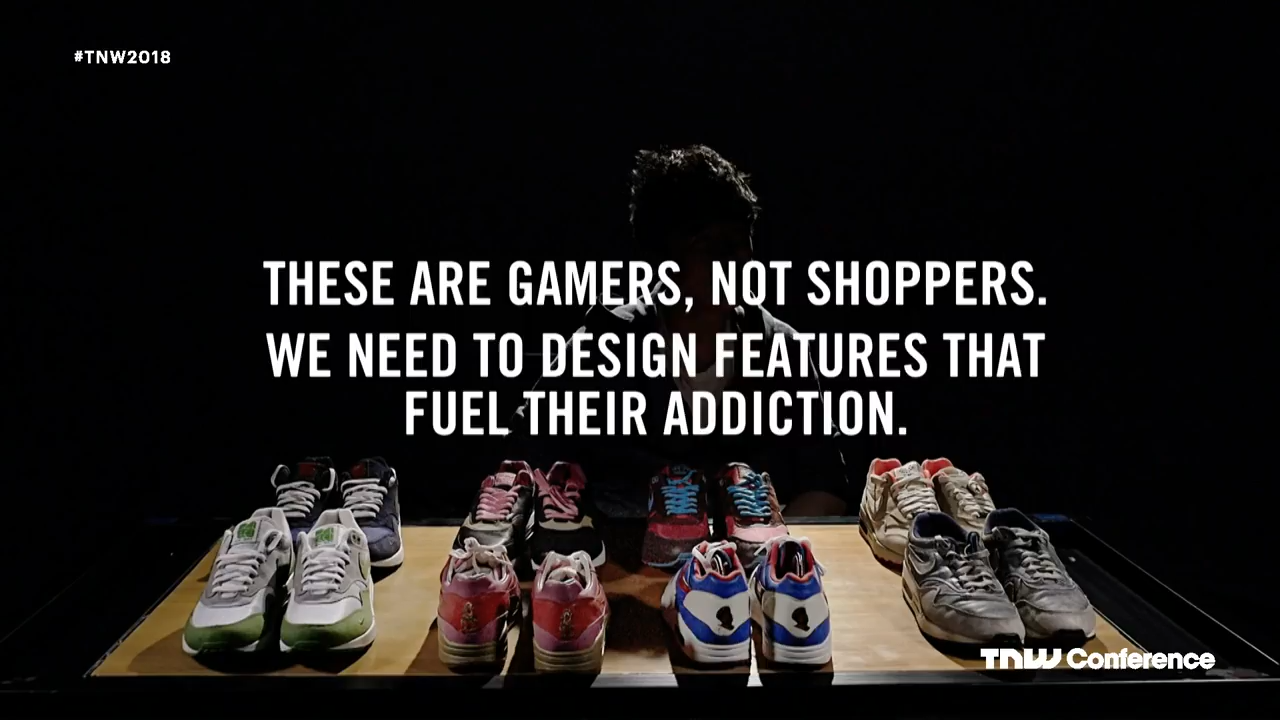 #TNW2018
THESE ARE GAMERS, NOT SHOPPERS.
WE NEED TO DESIGN FEATURES THAT
FUEL THEIR ADDICTION.
TNW Conference